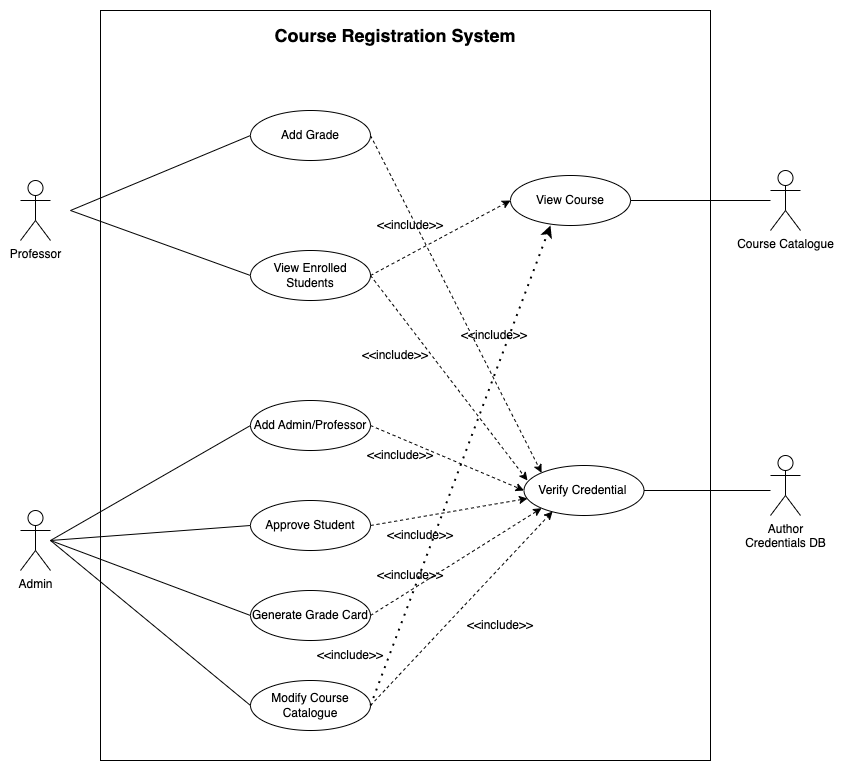 Course Registration System
Add Grade
View Course
<<include>>
Professor
Course Catalogue
View Enrolled
Students
<<include>>
<<include>>
Add Admin/Professor
<<include>>
Verify Credential
Approve Student
<<include>>
Author
Credentials DB
<<include>>
Admin
Generate Grade Card
<<include>>
<<include>>
Modify Course
Catalogue